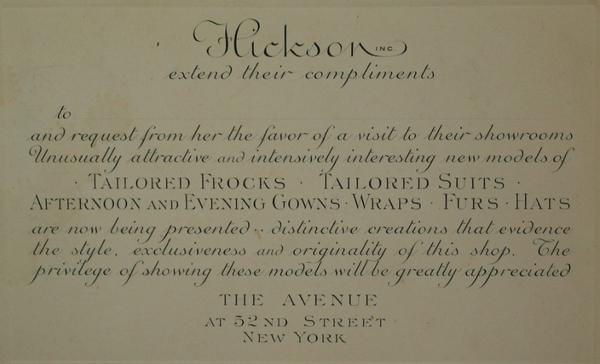 Hickson INC
extend their compliments
to
and request from her the favor of a visit to their showrooms
Unusually attractive and intensively interesting new models of
· TAILORED FROCKS · TAILORED SUITS ·
AFTERNOON AND EVENING GOWNS · WRAPS · FURS · HATS
are now being presented ·· distinctive creations that evidence
the style, exclusiveness and originality of this shop. The
privilege of showing these models will be greatly appreciated
THE AVENUE
AT 52ND STREET
NEW YORK